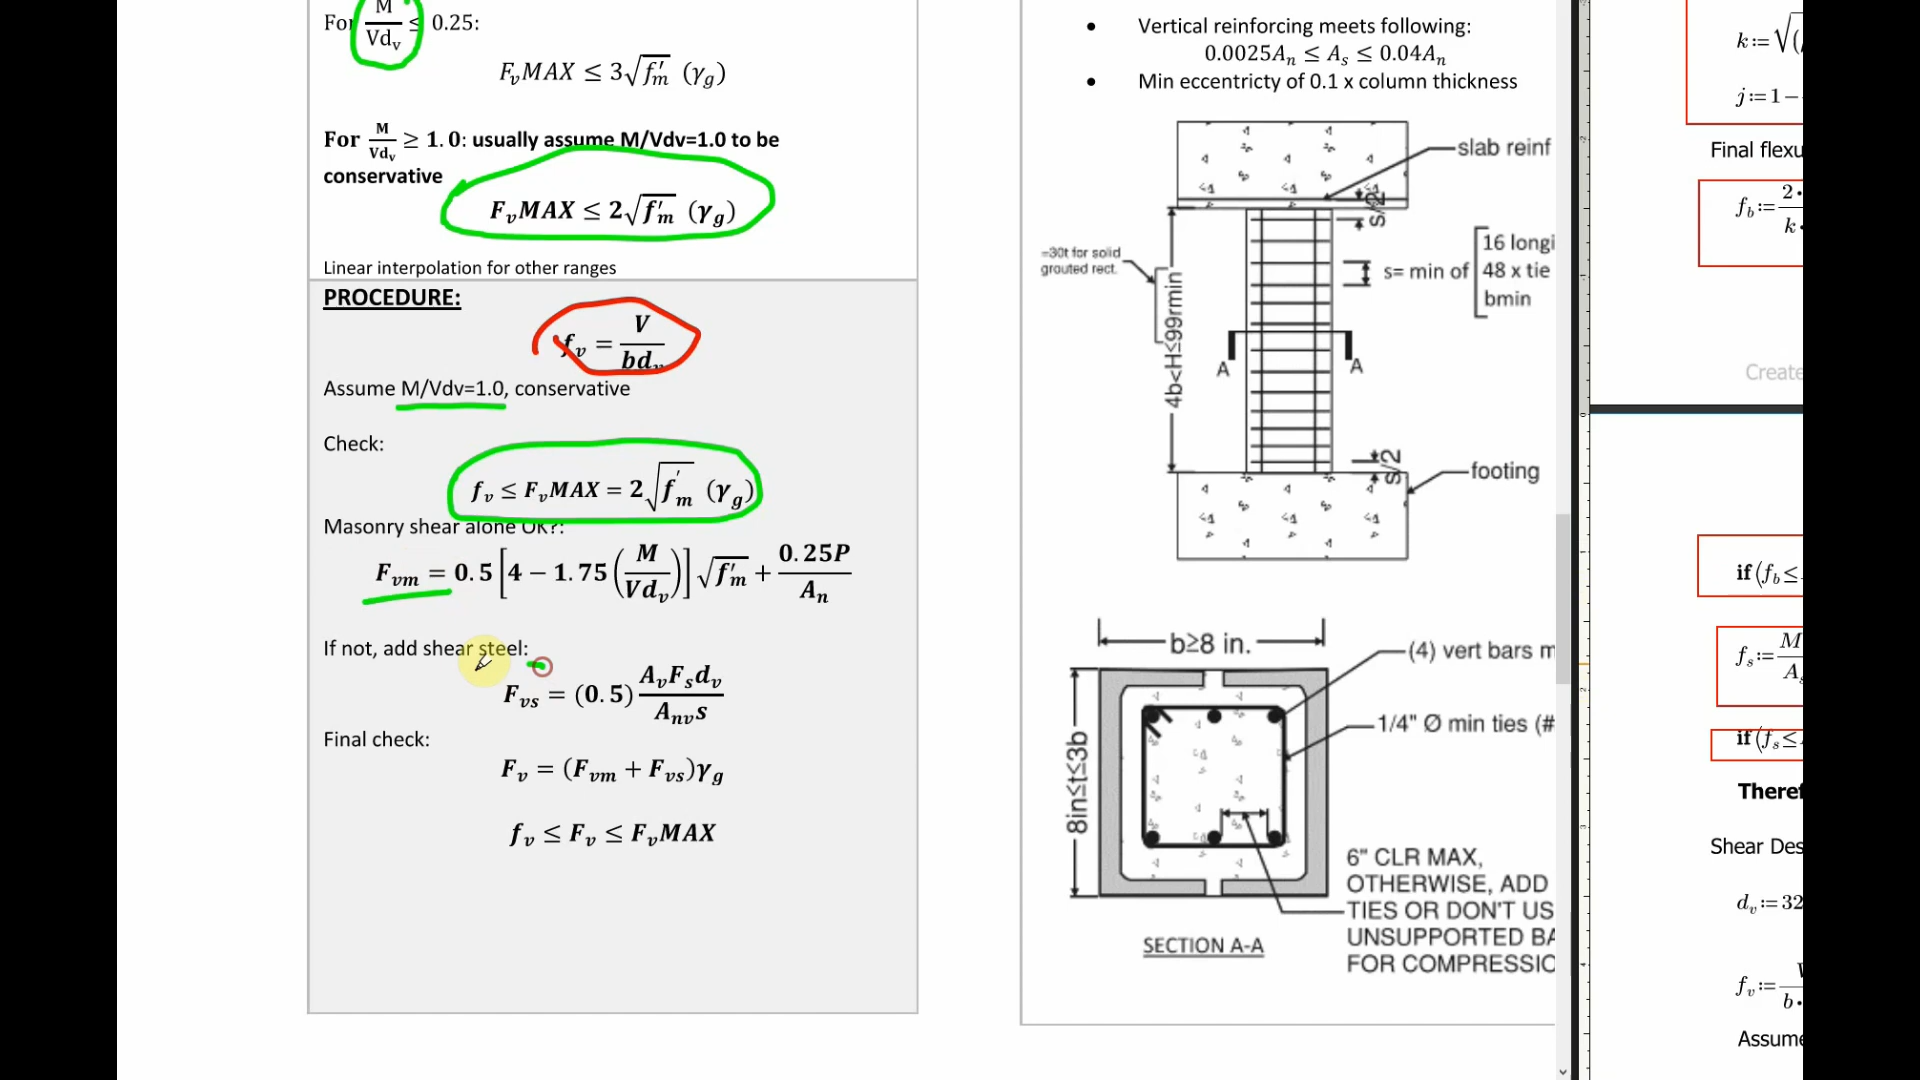 For M/Vdv ≤ 0.25:
FvMAX ≤ 3√f′m (γg)
For M/Vdv ≥ 1.0: usually assume M/Vdv=1.0 to be
conservative
FvMAX ≤ 2√f′m (γg)
Linear interpolation for other ranges
PROCEDURE:
fv = V/bdv
Assume M/Vdv=1.0, conservative
Check:
fv ≤ FvMAX = 2√f′m (γg)
Masonry shear alone OK?:
Fvm = 0.5[4 − 1.75(M/Vdv)]√f′m + 0.25P/An
If not, add shear steel:
Fvs = (0.5) AvFsdv/Anvs
Final check:
Fv = (Fvm + Fvs)γg
fv ≤ Fv ≤ FvMAX
• Vertical reinforcing meets following:
0.0025An ≤ As ≤ 0.04An
• Min eccentricty of 0.1 x column thickness
slab reinf
s/2
=30t for solid
grouted rect.
4b<H≤99rmin
s= min of
16 longi
48 x tie
bmin
A
A
s/2
footing
b≥8 in.
(4) vert bars m
8in≤t≤3b
1/4" Ø min ties (#
6" CLR MAX,
OTHERWISE, ADD
TIES OR DON'T US
UNSUPPORTED BA
FOR COMPRESSIO
SECTION A-A
k:=√(
j:=1−
Final flexu
fb:= 2·
k·
Create
if (fb≤
fs:= M
A
if (fs≤
Theref
Shear Des
dv:=32
fv:= V
b·
Assume